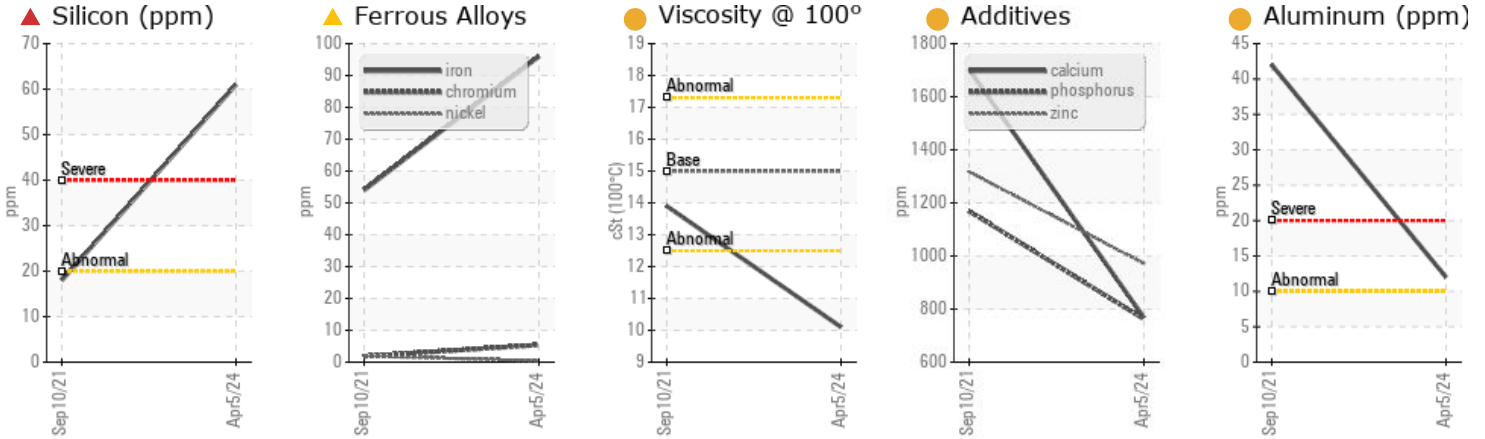 Silicon (ppm)
70
60
50
40
30
20
10
0
ppm
Severe
Abnormal
Sep10/21
Apr5/24
Ferrous Alloys
100
90
80
70
60
50
40
30
20
10
0
ppm
iron
chromium
nickel
Sep10/21
Apr5/24
Viscosity @ 100°
19
18
17
16
15
14
13
12
11
10
9
cSt (100°C)
Abnormal
Base
Abnormal
Sep10/21
Apr5/24
Additives
1800
1600
1400
1200
1000
800
600
ppm
calcium
phosphorus
zinc
Sep10/21
Apr5/24
Aluminum (ppm)
45
40
35
30
25
20
15
10
5
0
ppm
Severe
Abnormal
Sep10/21
Apr5/24